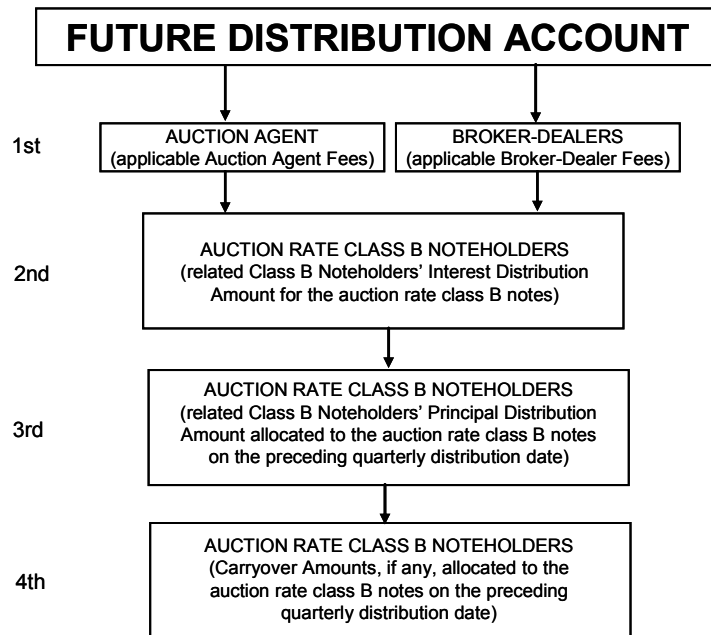 FUTURE DISTRIBUTION ACCOUNT
1st
AUCTION AGENT
(applicable Auction Agent Fees)
BROKER-DEALERS
(applicable Broker-Dealer Fees)
2nd
AUCTION RATE CLASS B NOTEHOLDERS
(related Class B Noteholders’ Interest Distribution
Amount for the auction rate class B notes)
3rd
AUCTION RATE CLASS B NOTEHOLDERS
(related Class B Noteholders’ Principal Distribution
Amount allocated to the auction rate class B notes
on the preceding quarterly distribution date)
4th
AUCTION RATE CLASS B NOTEHOLDERS
(Carryover Amounts, if any, allocated to the
auction rate class B notes on the preceding
quarterly distribution date)